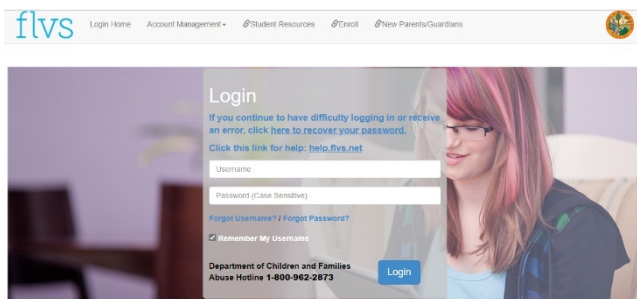 flvs Login Home Account Management Student Resources Enroll New Parents/Guardians
Login
If you continue to have difficulty logging in or receive
an error, click here to recover your password.
Click this link for help: help.flvs.net
Username
Password (Case Sensitive)
Forgot Username? / Forgot Password?
Remember My Username
Department of Children and Families
Abuse Hotline 1-800-962-2873
Login